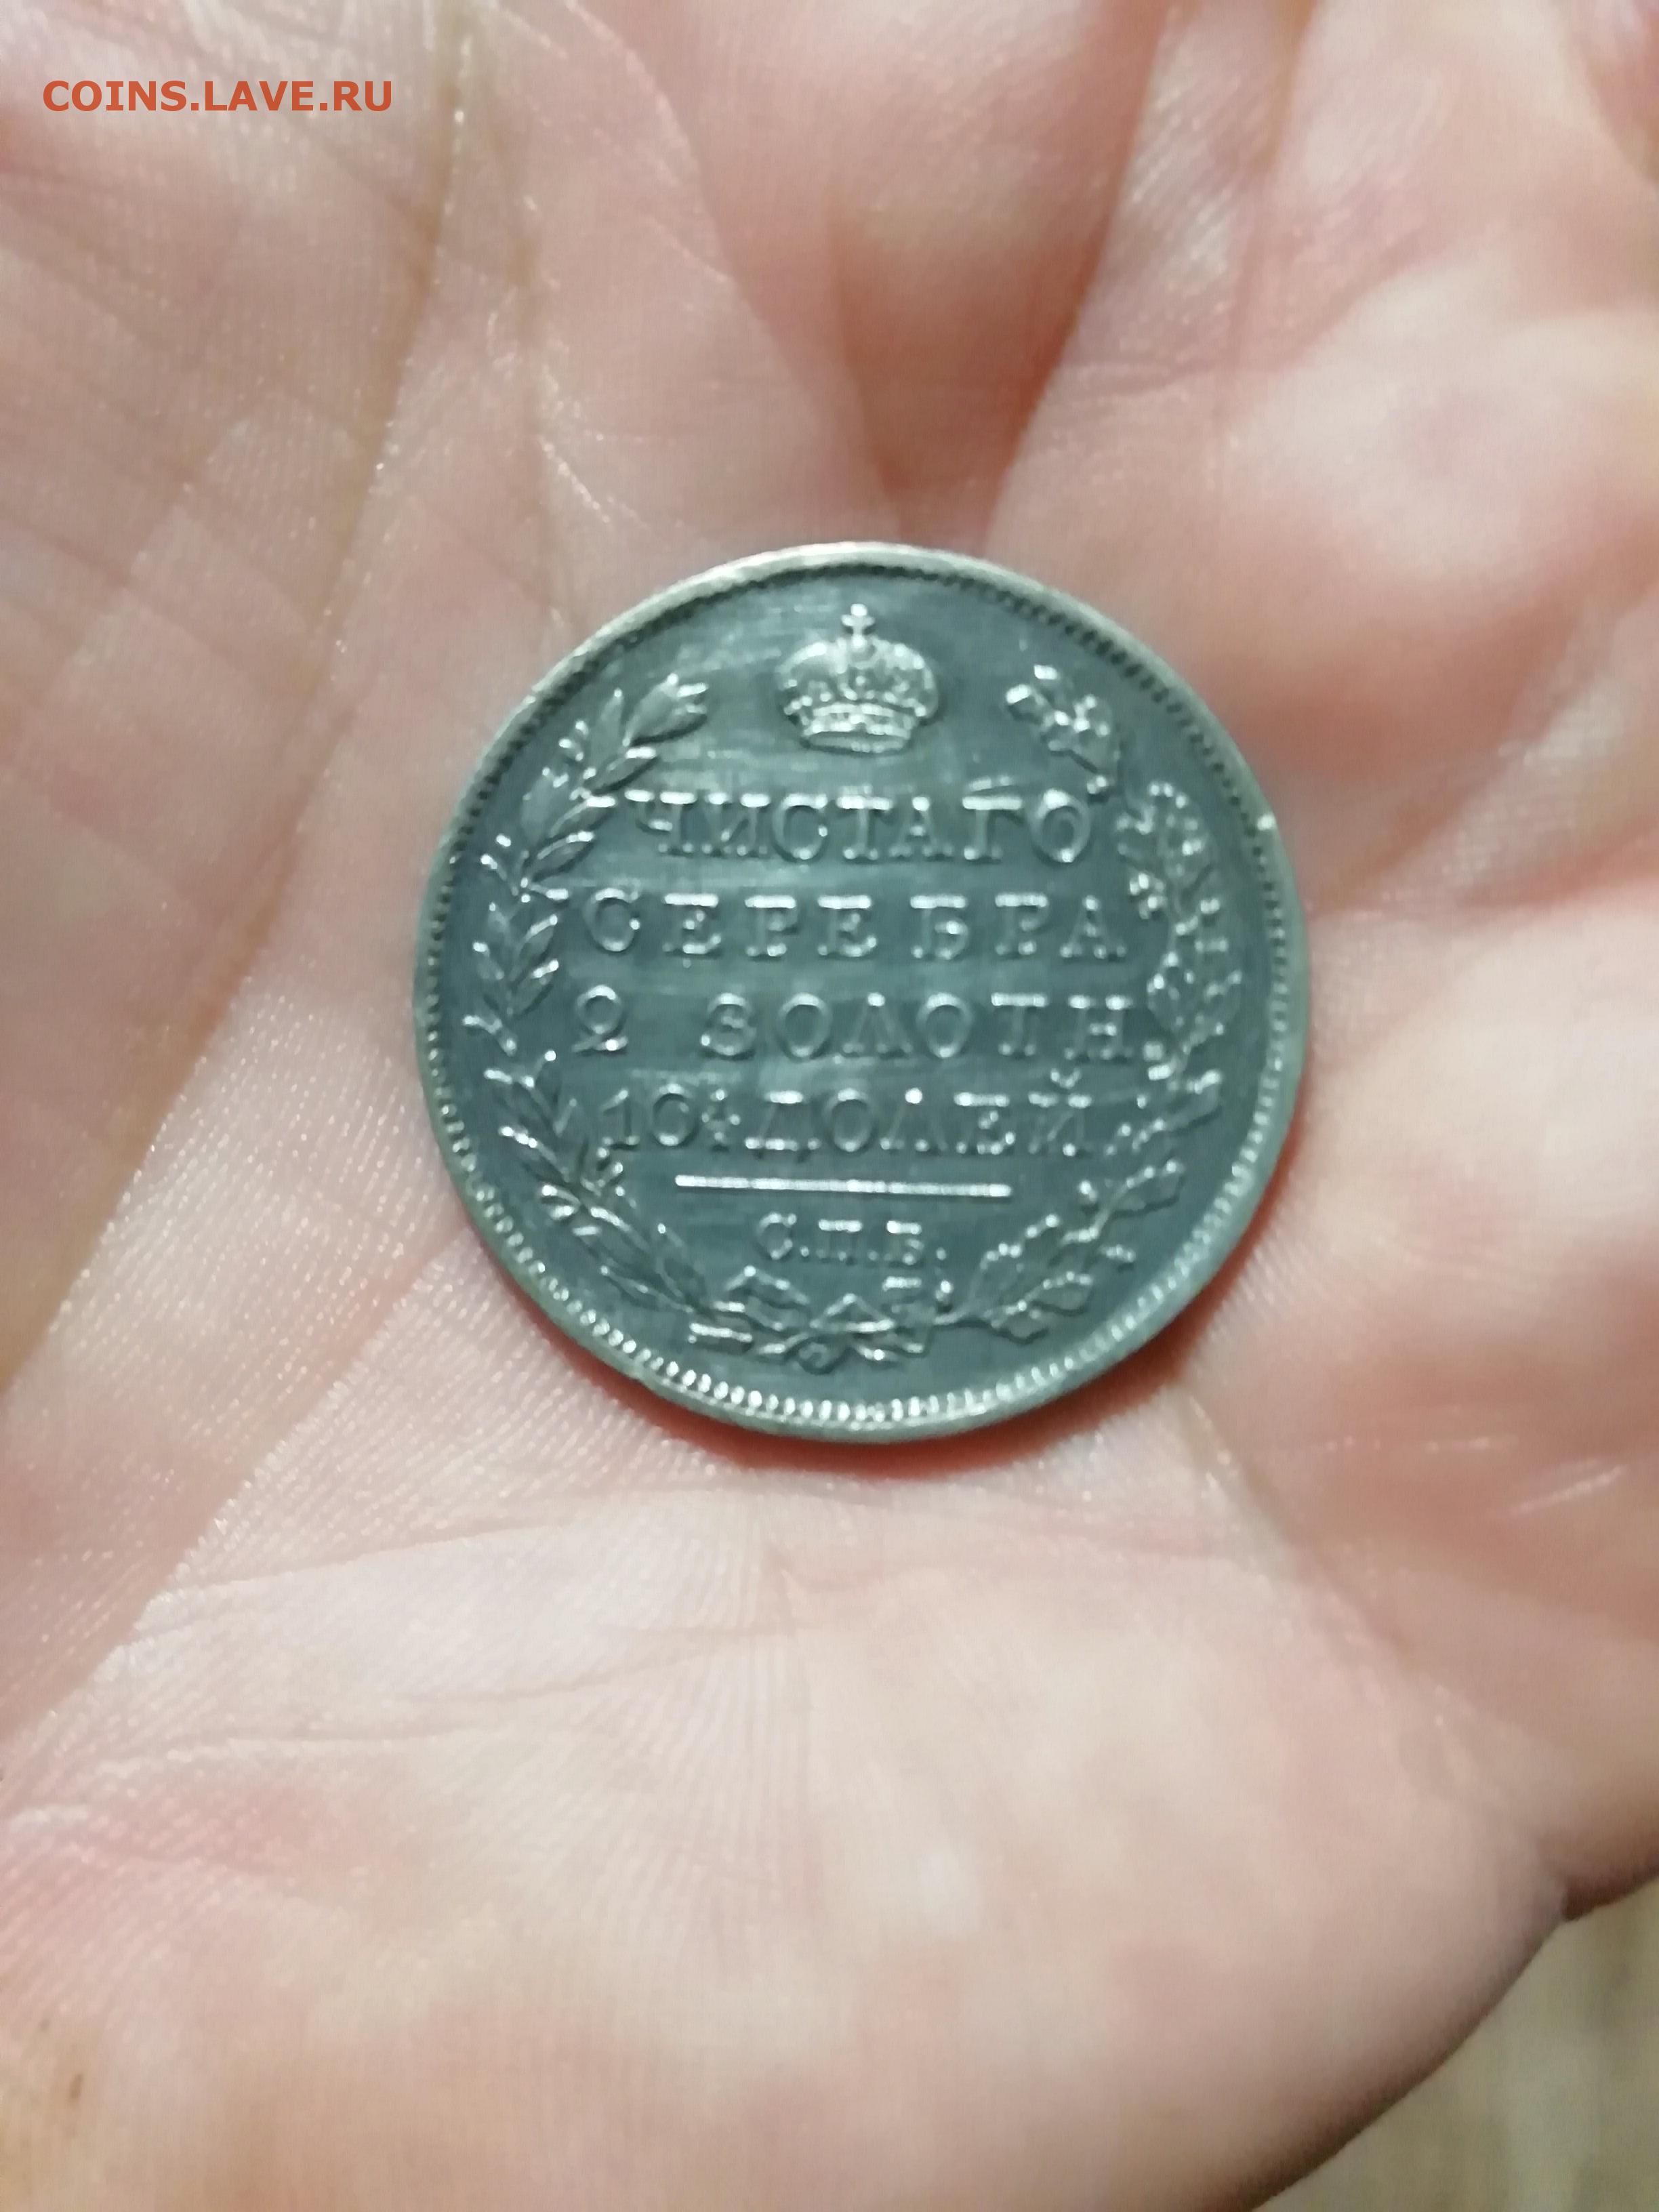 COINS.LAVE.RU
ЧИСТАГО
СЕРЕБРА
2 ЗОЛОТН
10½ ДОЛЕЙ
С.П.Б.